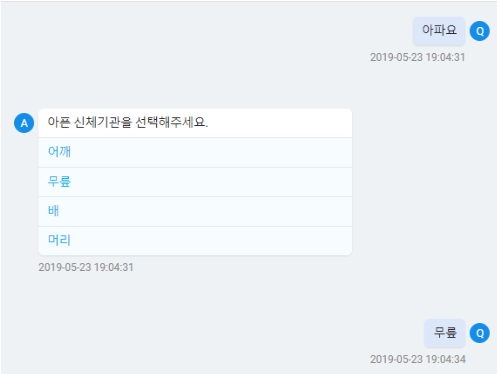 아파요
Q
2019-05-23 19:04:31
A
아픈 신체기관을 선택해주세요.
어깨
무릎
배
머리
2019-05-23 19:04:31
무릎
Q
2019-05-23 19:04:34